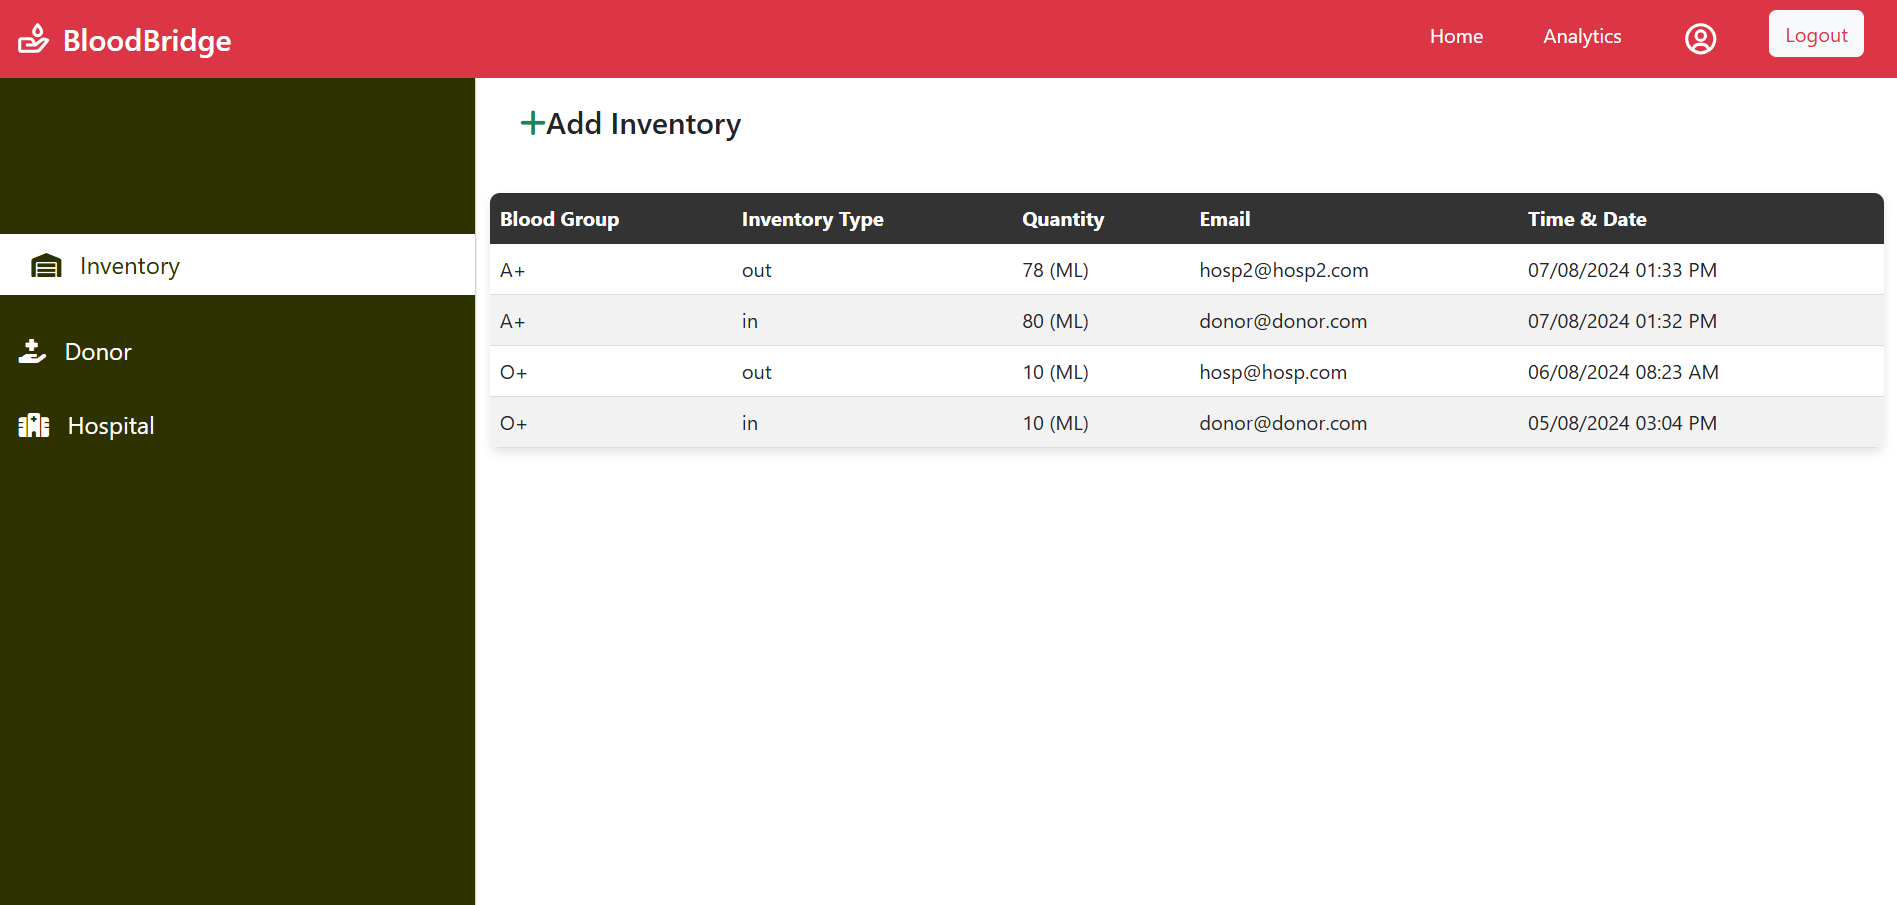 BloodBridge
Home Analytics Logout
Add Inventory
Inventory
Donor
Hospital
Blood Group Inventory Type Quantity Email Time & Date
A+ out 78 (ML) hosp2@hosp2.com 07/08/2024 01:33 PM
A+ in 80 (ML) donor@donor.com 07/08/2024 01:32 PM
O+ out 10 (ML) hosp@hosp.com 06/08/2024 08:23 AM
O+ in 10 (ML) donor@donor.com 05/08/2024 03:04 PM